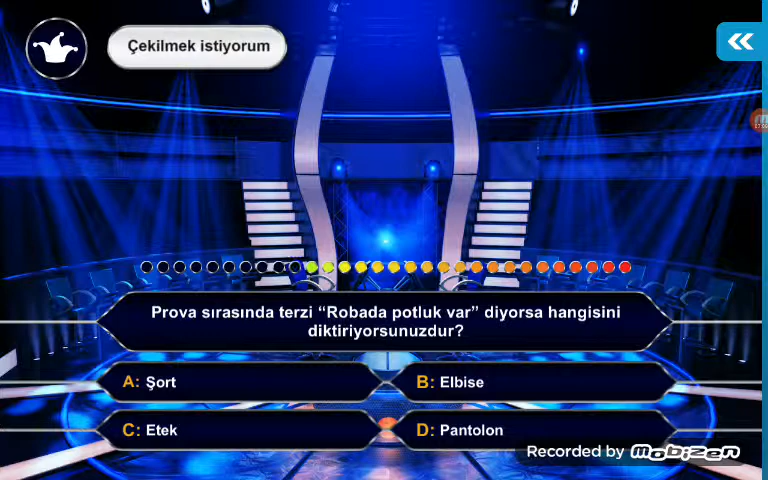 Çekilmek istiyorum
Prova sırasında terzi “Robada potluk var” diyorsa hangisini
diktiriyorsunuzdur?
A: Şort
B: Elbise
C: Etek
D: Pantolon
Recorded by Mobizen